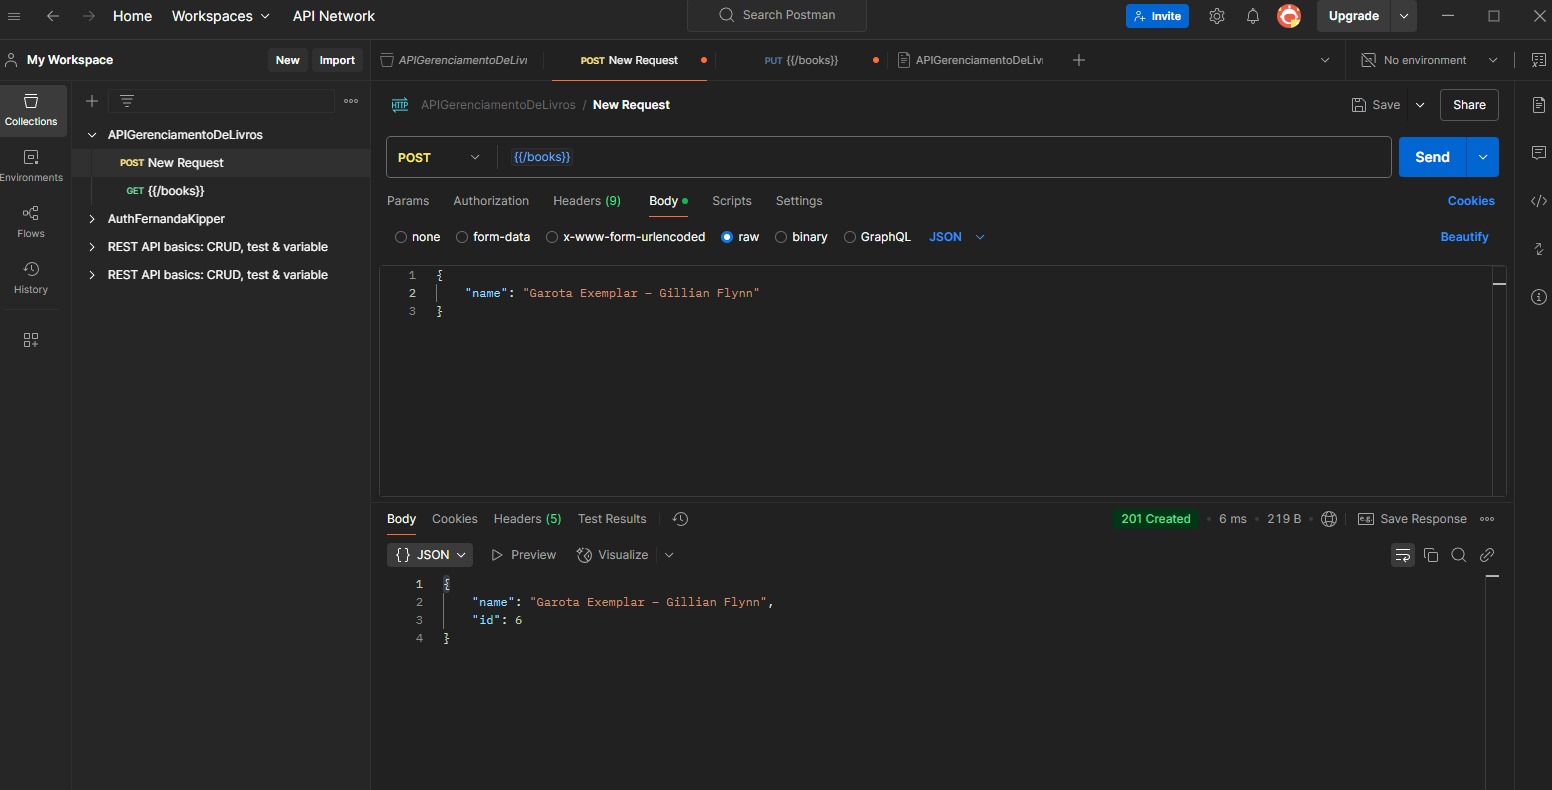 Home Workspaces API Network Search Postman Invite Upgrade
My Workspace New Import APIGerenciamentoDeLivr POST New Request PUT {{/books}} APIGerenciamentoDeLivr No environment
Collections
Environments
Flows
History
APIGerenciamentoDeLivros
POST New Request
GET {{/books}}
AuthFernandaKipper
REST API basics: CRUD, test & variable
REST API basics: CRUD, test & variable
HTTP APIGerenciamentoDeLivros / New Request Save Share
POST {{/books}} Send
Params Authorization Headers (9) Body Scripts Settings Cookies
none form-data x-www-form-urlencoded raw binary GraphQL JSON Beautify
1 {
2 "name": "Garota Exemplar – Gillian Flynn"
3 }
Body Cookies Headers (5) Test Results 201 Created 6 ms 219 B e.g. Save Response
{} JSON Preview Visualize
1 {
2 "name": "Garota Exemplar – Gillian Flynn",
3 "id": 6
4 }